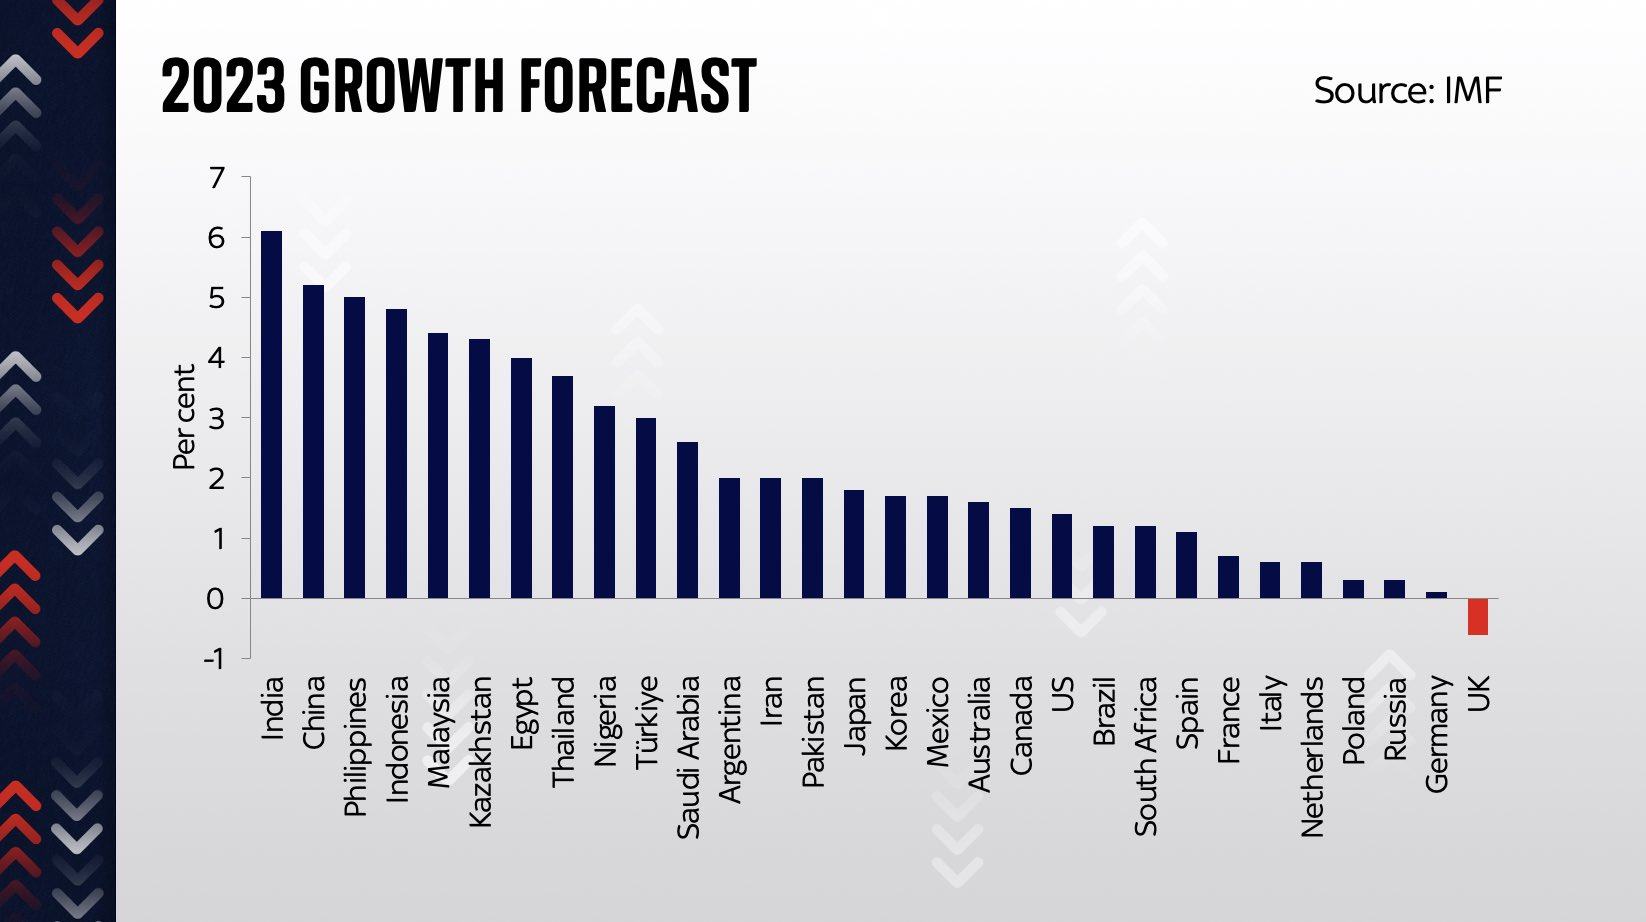 2023 GROWTH FORECAST
Source: IMF
Per cent
7
6
5
4
3
2
1
0
-1
India
China
Philippines
Indonesia
Malaysia
Kazakhstan
Egypt
Thailand
Nigeria
Türkiye
Saudi Arabia
Argentina
Iran
Pakistan
Japan
Korea
Mexico
Australia
Canada
US
Brazil
South Africa
Spain
France
Italy
Netherlands
Poland
Russia
Germany
UK